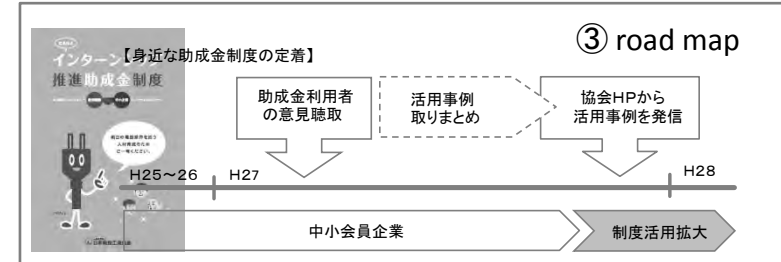 ③ road map
【身近な助成金制度の定着】
インターンシップ
推進助成金制度
助成金利用者
の意見聴取
活用事例
取りまとめ
協会HPから
活用事例を発信
H25～26
H27
H28
中小会員企業
制度活用拡大